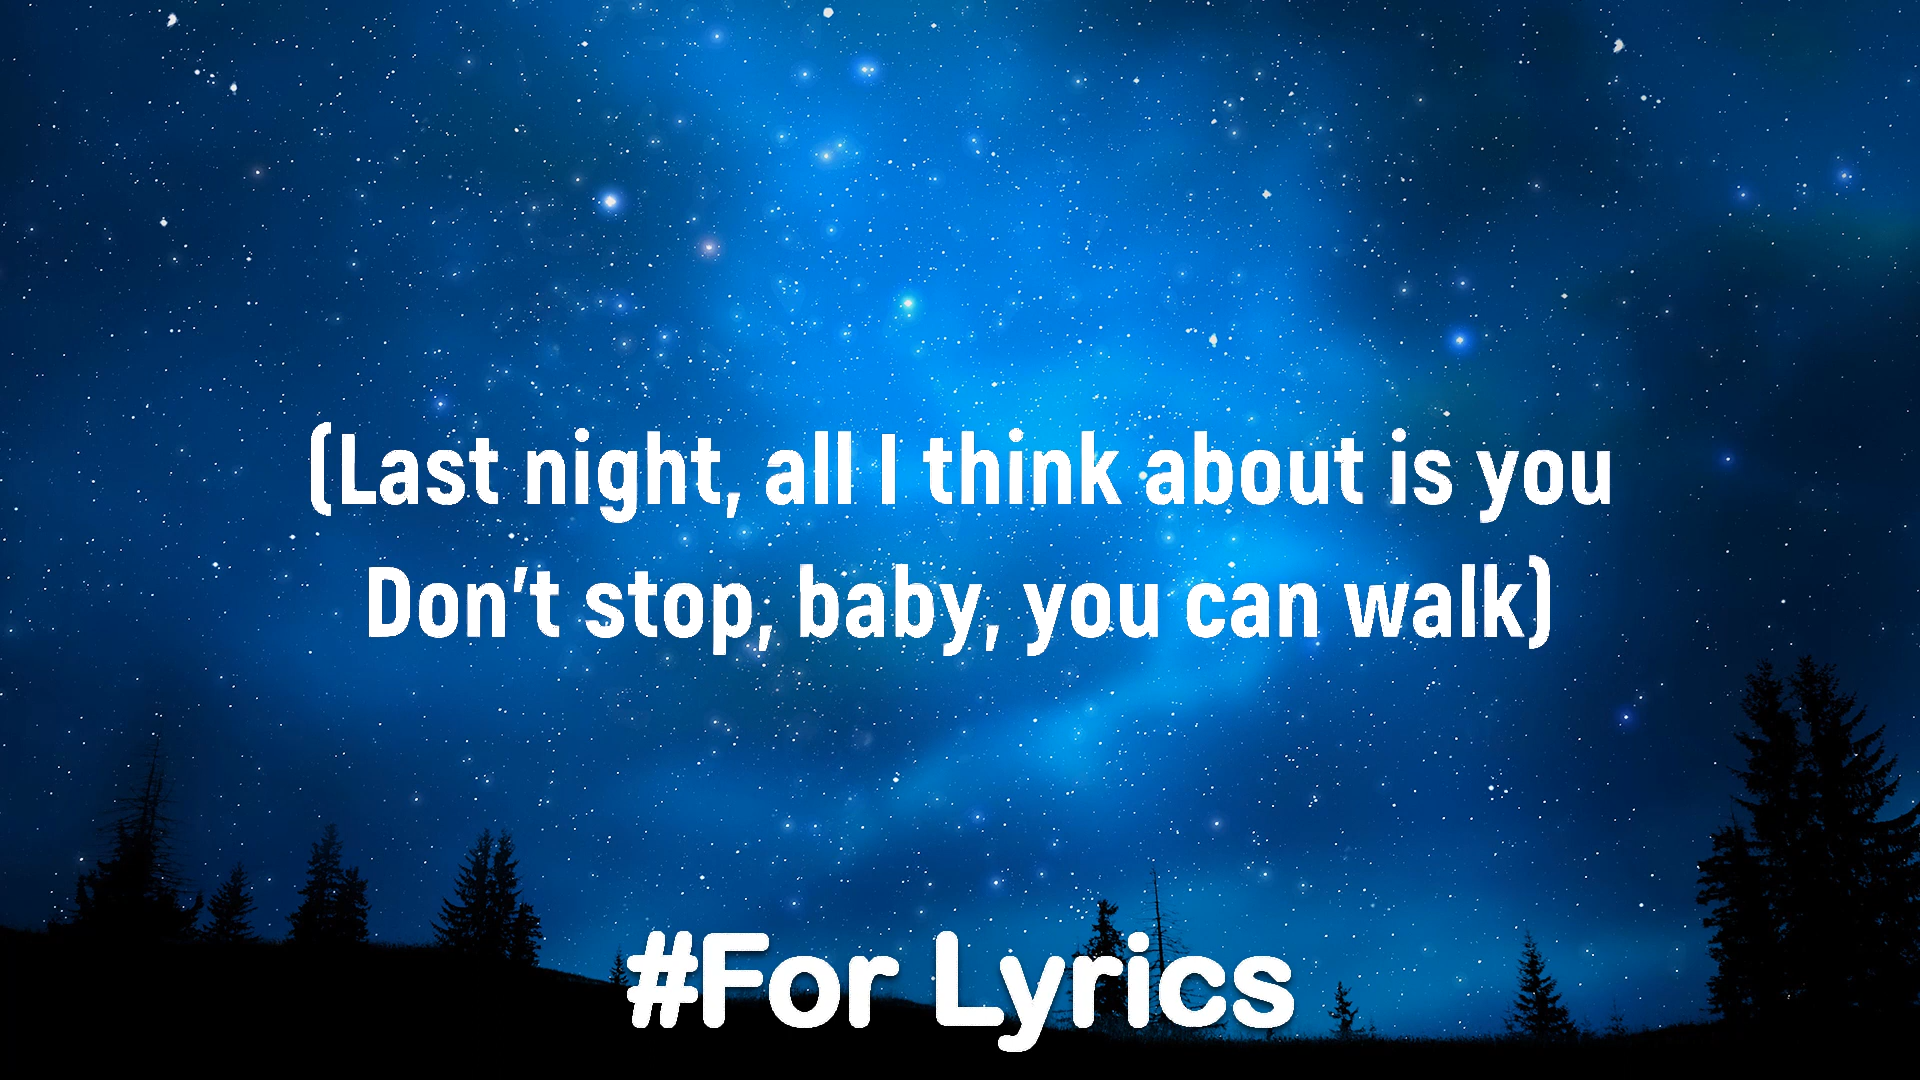 (Last night, all I think about is you
Don’t stop, baby, you can walk)
#For Lyrics